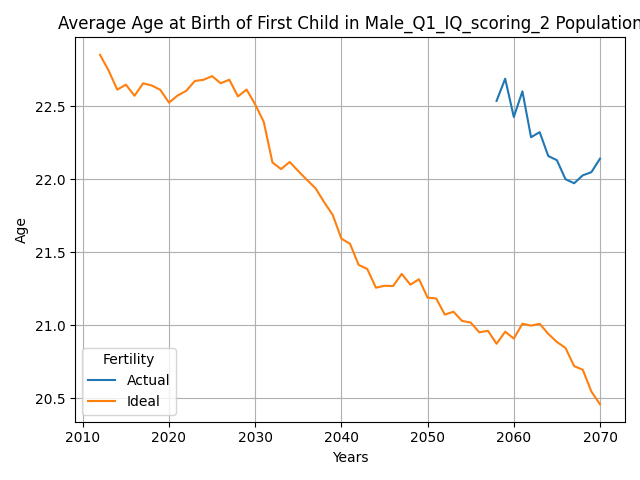 Average Age at Birth of First Child in Male_Q1_IQ_scoring_2 Population
Age
22.5
22.0
21.5
21.0
20.5
Fertility
Actual
Ideal
2010 2020 2030 2040 2050 2060 2070
Years